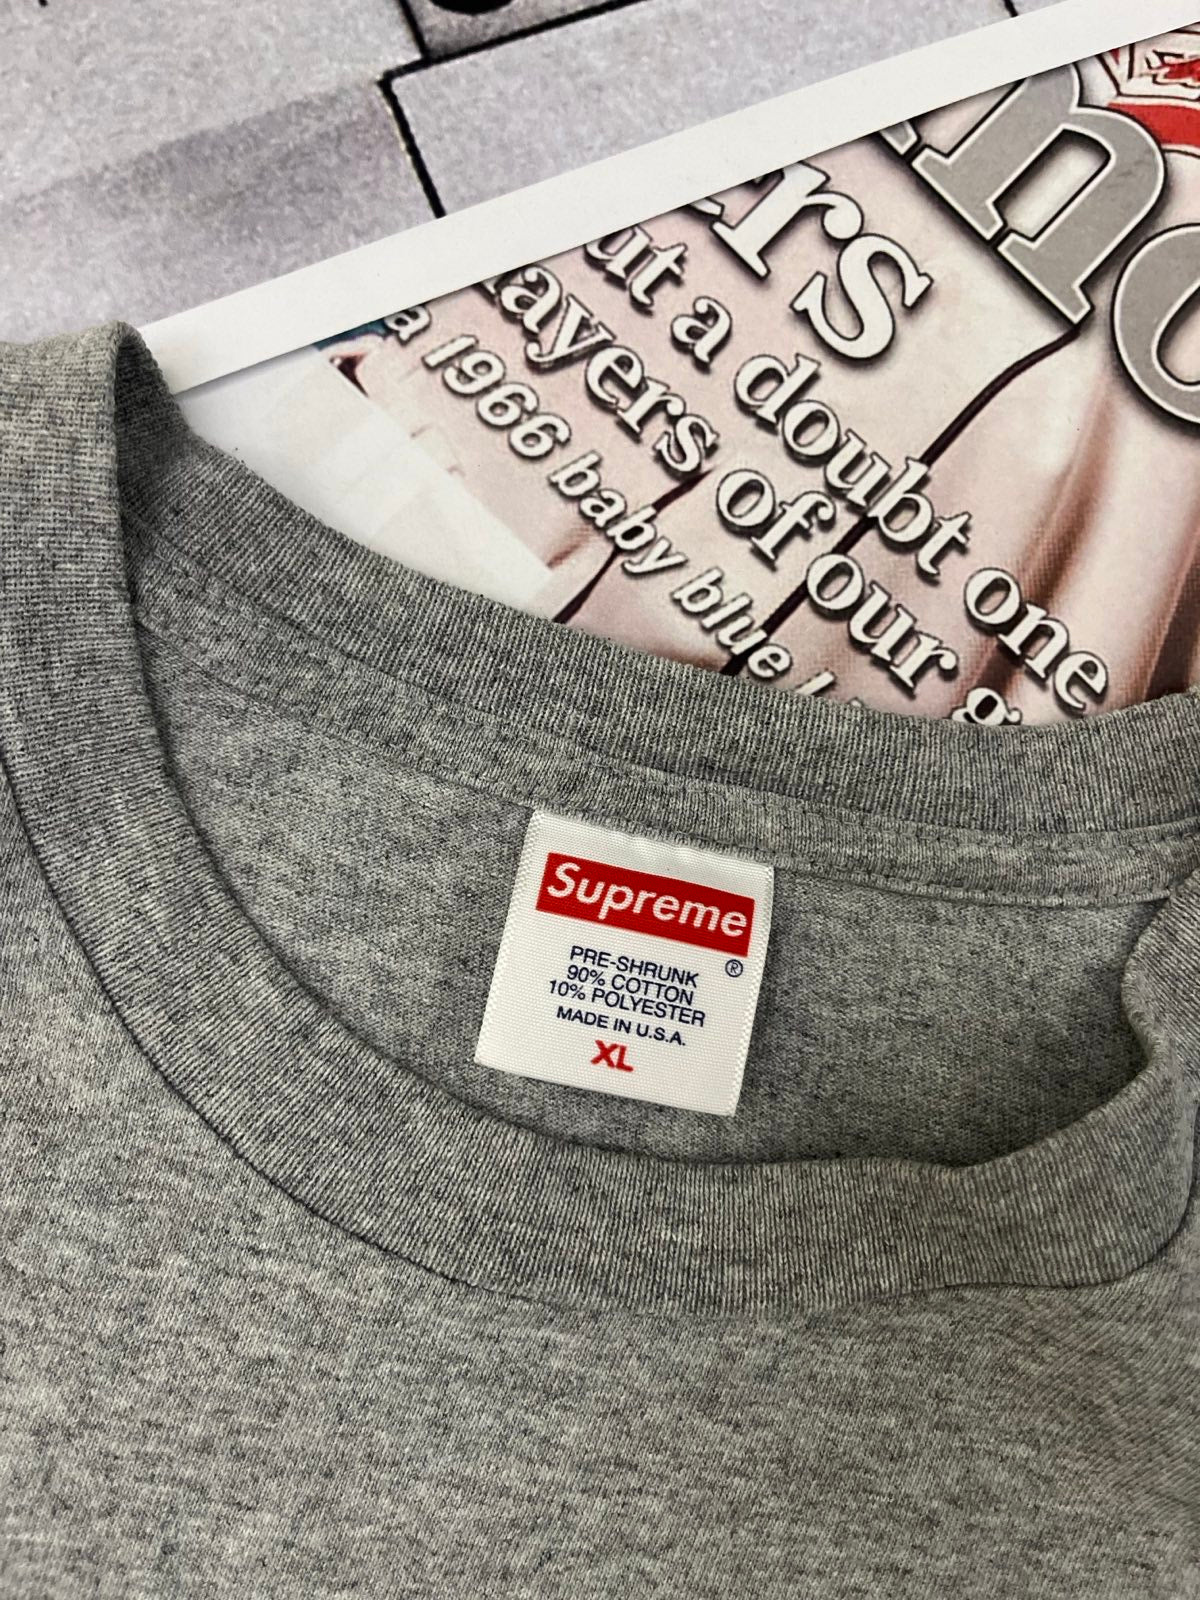 ers
ut a doubt one
layers of our g
a 1966 baby blue
Supreme
®
PRE-SHRUNK
90% COTTON
10% POLYESTER
MADE IN U.S.A.
XL